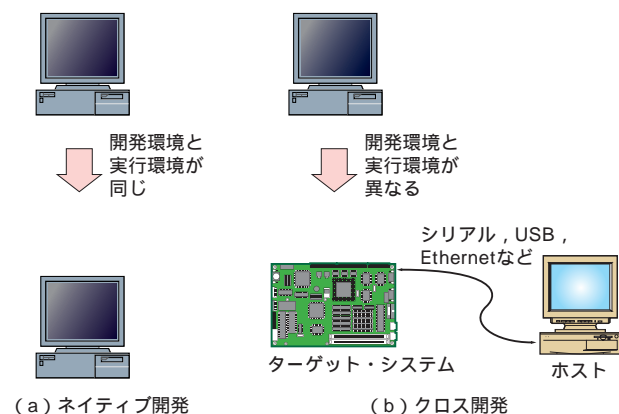 開発環境と
実行環境が
同じ
開発環境と
実行環境が
異なる
シリアル，USB，
Ethernetなど
ターゲット・システム
ホスト
（a）ネイティブ開発
（b）クロス開発